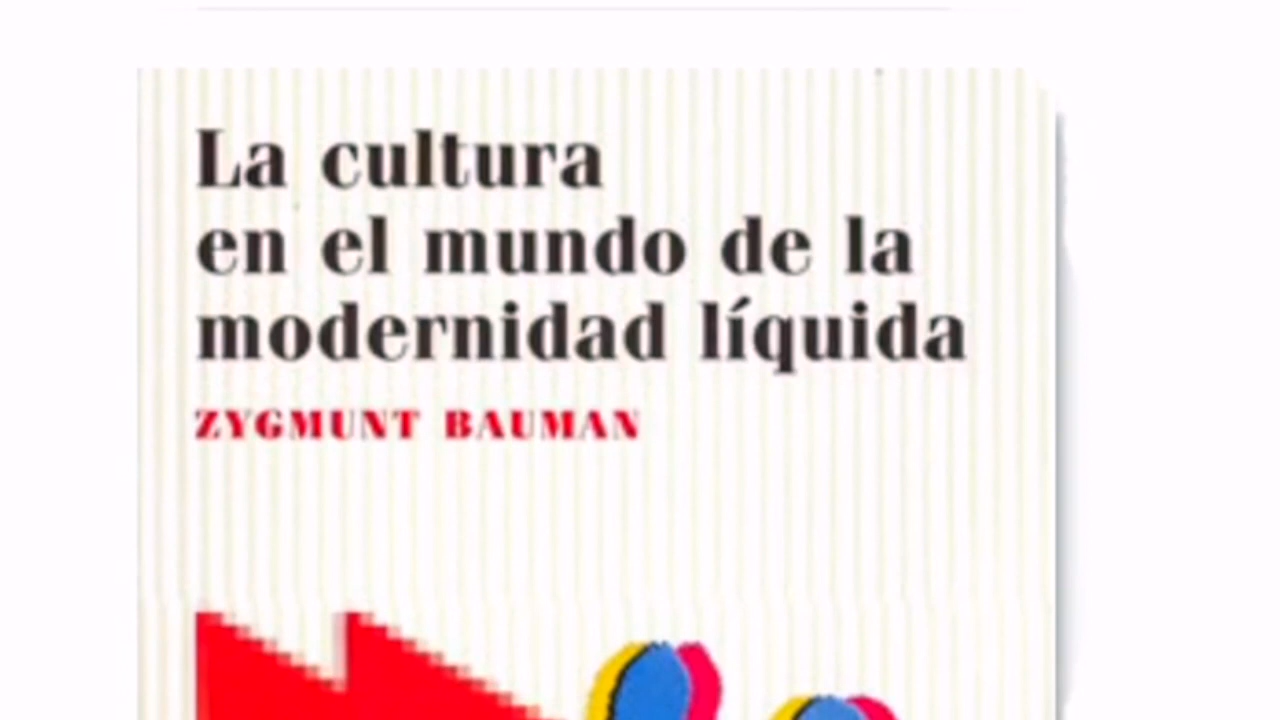 La cultura
en el mundo de la
modernidad líquida
ZYGMUNT BAUMAN